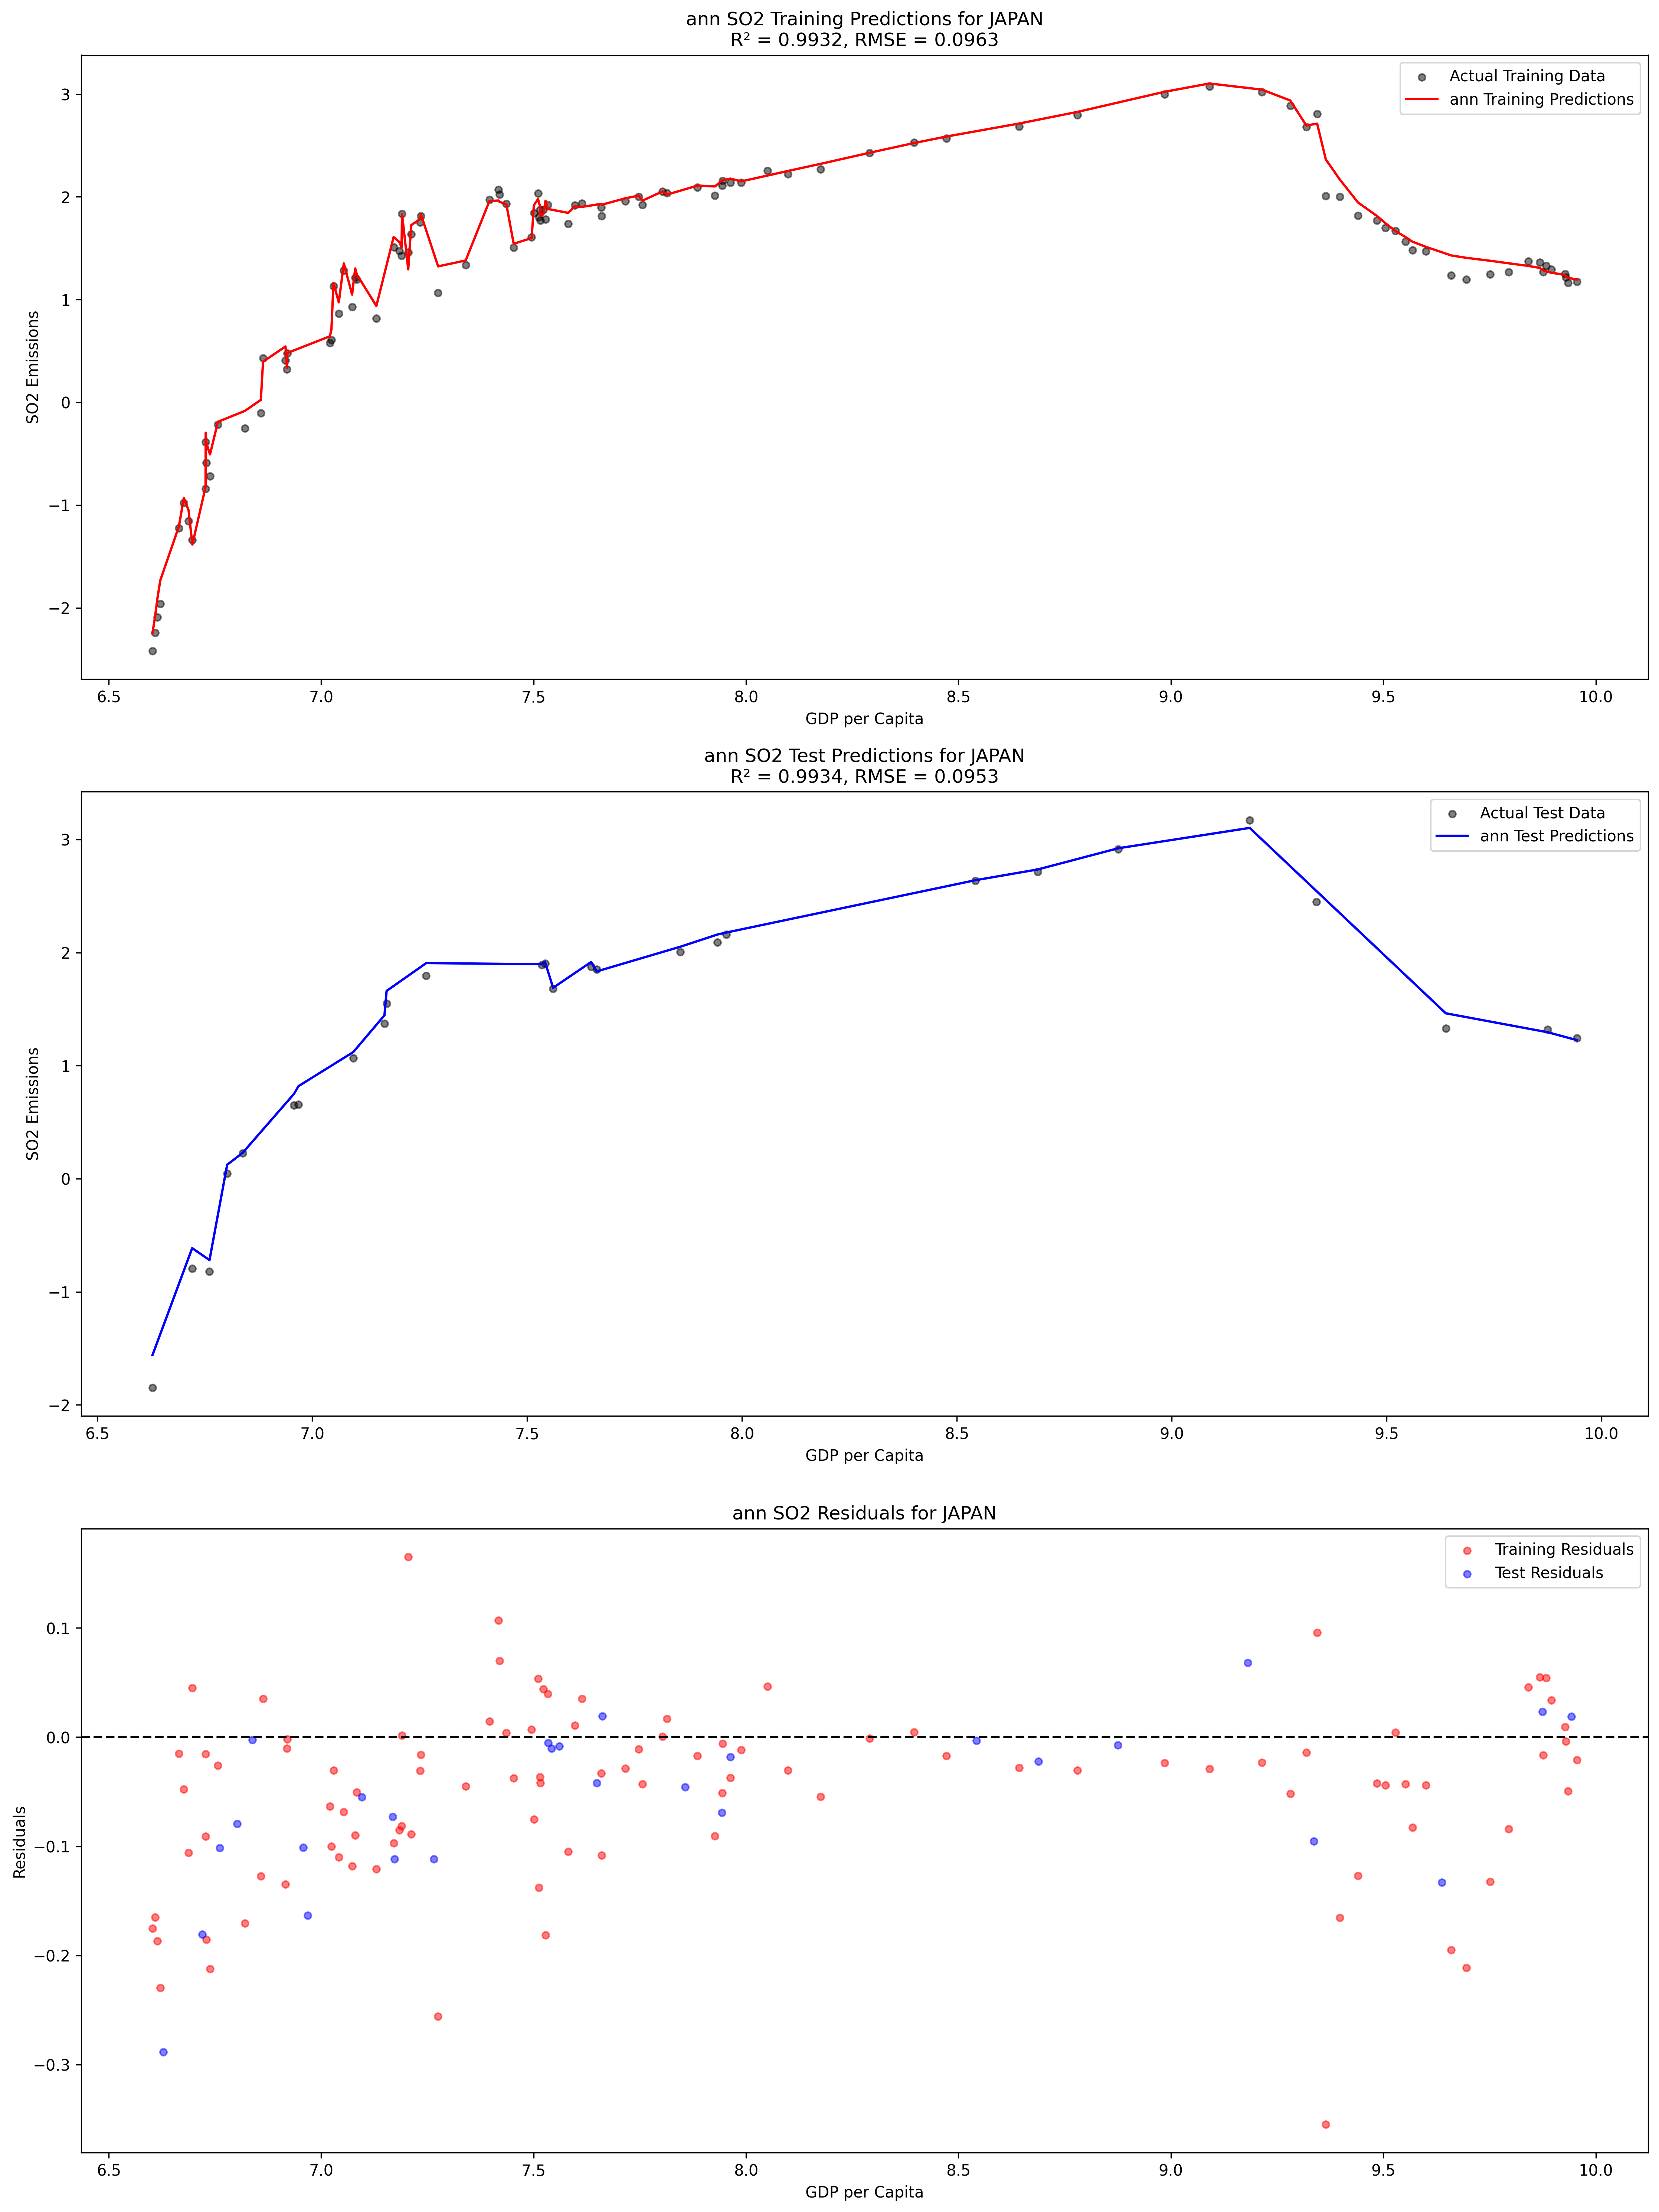 ann SO2 Training Predictions for JAPAN
R² = 0.9932, RMSE = 0.0963
Actual Training Data
ann Training Predictions
3
2
1
0
−1
−2
SO2 Emissions
6.5 7.0 7.5 8.0 8.5 9.0 9.5 10.0
GDP per Capita
ann SO2 Test Predictions for JAPAN
R² = 0.9934, RMSE = 0.0953
Actual Test Data
ann Test Predictions
3
2
1
0
−1
−2
SO2 Emissions
6.5 7.0 7.5 8.0 8.5 9.0 9.5 10.0
GDP per Capita
ann SO2 Residuals for JAPAN
Training Residuals
Test Residuals
0.1
0.0
−0.1
−0.2
−0.3
Residuals
6.5 7.0 7.5 8.0 8.5 9.0 9.5 10.0
GDP per Capita